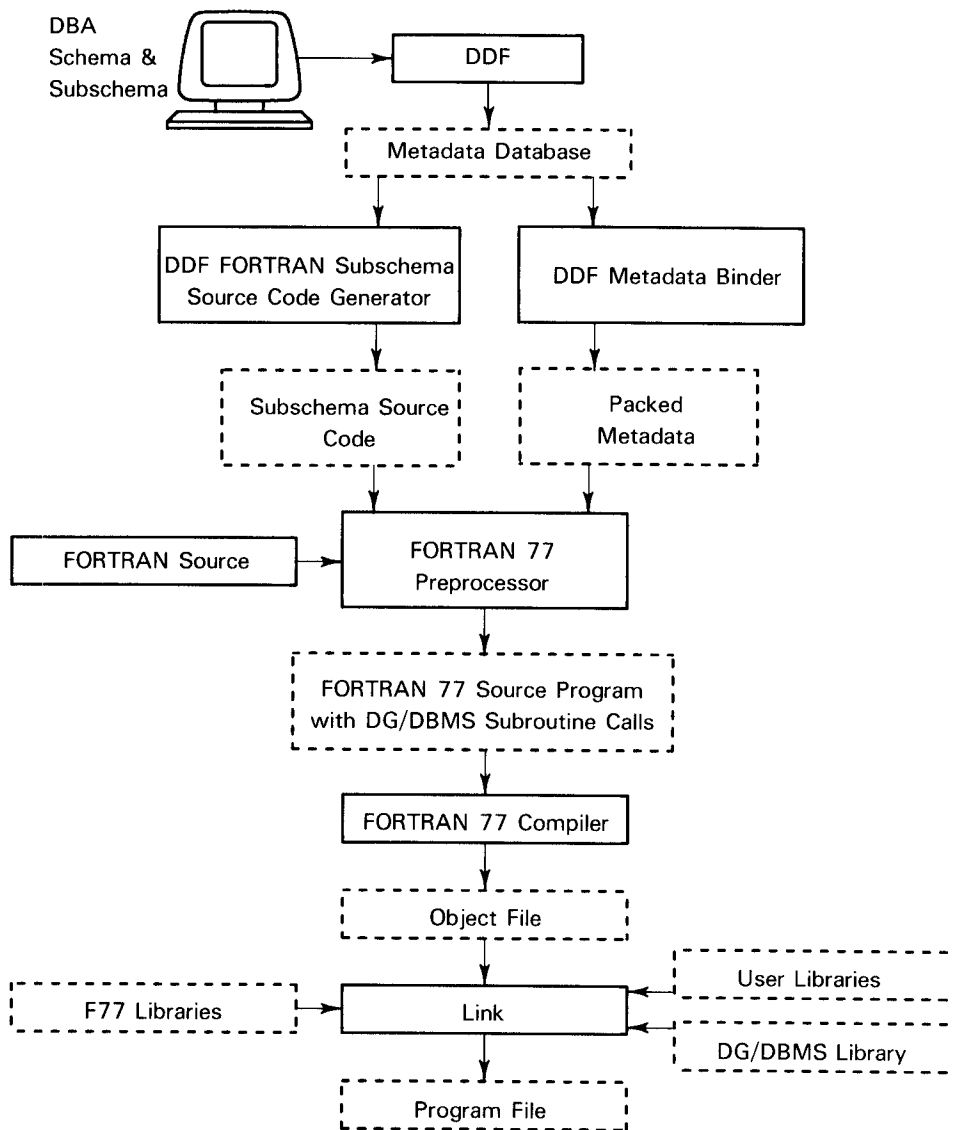 DBA
Schema &
Subschema
DDF
Metadata Database
DDF FORTRAN Subschema
Source Code Generator
DDF Metadata Binder
Subschema Source
Code
Packed
Metadata
FORTRAN Source
FORTRAN 77
Preprocessor
FORTRAN 77 Source Program
with DG/DBMS Subroutine Calls
FORTRAN 77 Compiler
Object File
F77 Libraries
Link
User Libraries
DG/DBMS Library
Program File